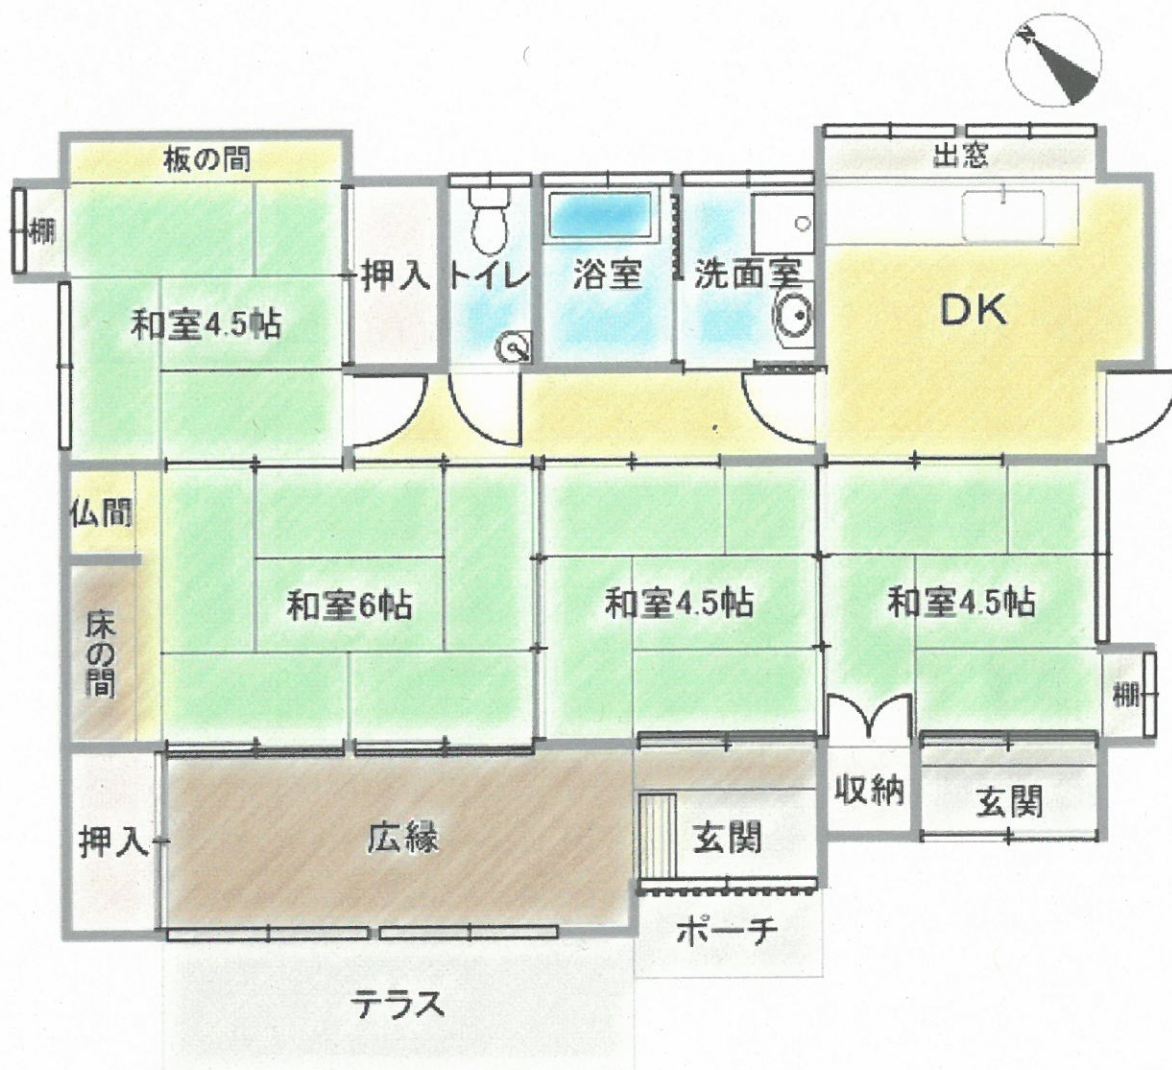 N
板の間
出窓
棚
押入
トイレ
浴室
洗面室
DK
和室4.5帖
仏間
和室6帖
和室4.5帖
和室4.5帖
床の間
棚
押入
広縁
玄関
収納
玄関
ポーチ
テラス